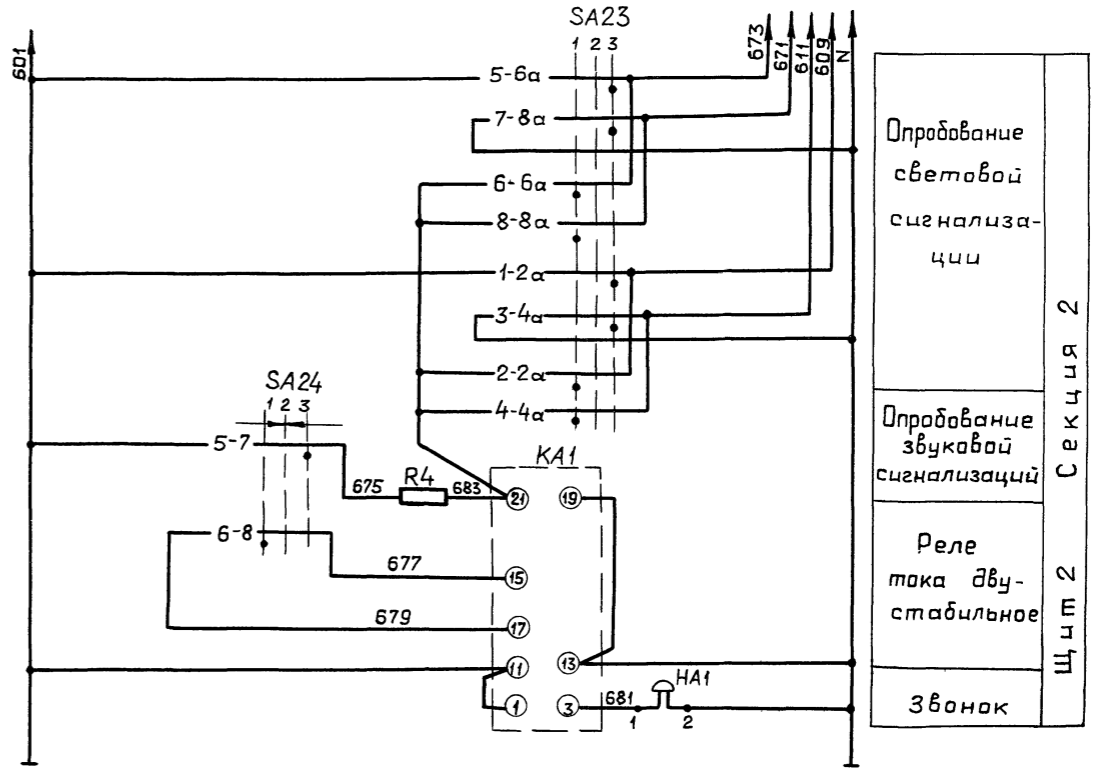 SA23
1 2 3
601
673
671
611
609
N
5-6а
7-8а
6-6а
8-8а
1-2а
3-4а
2-2а
4-4а
SA24
1 2 3
5-7
675
R4
683
KA1
21
19
6-8
677
15
679
17
11
13
1
3
681
HA1
1
2
Опробование
световой
сигнализа-
ции
Опробование
звуковой
сигнализаций
Реле
тока дву-
стабильное
Звонок
Щит 2 Секция 2